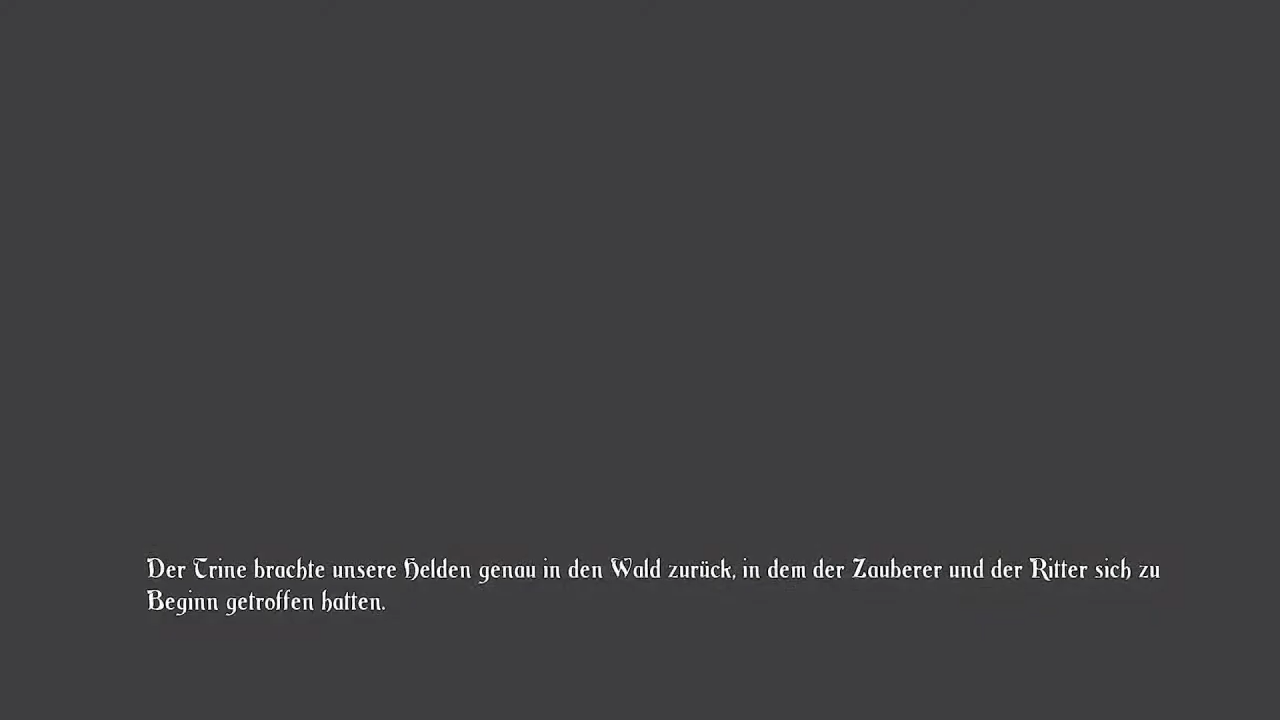 Der Trine brachte unsere Helden genau in den Wald zurück, in dem der Zauberer und der Ritter sich zu
Beginn getroffen hatten.